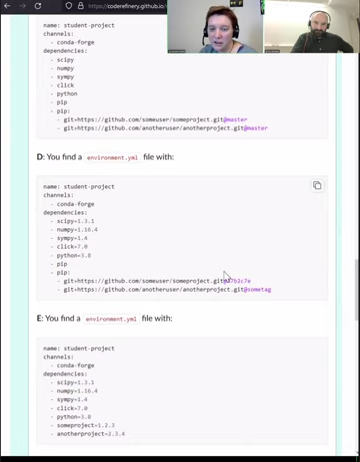 https://coderefinery.github.io
name: student-project
channels:
- conda-forge
dependencies:
- scipy
- numpy
- sympy
- click
- python
- pip
- pip:
- git+https://github.com/someuser/someproject.git@master
- git+https://github.com/anotheruser/anotherproject.git@master
D: You find a environment.yml file with:
name: student-project
channels:
- conda-forge
dependencies:
- scipy=1.3.1
- numpy=1.16.4
- sympy=1.4
- click=7.0
- python=3.8
- pip
- pip:
- git+https://github.com/someuser/someproject.git@d7b2c7e
- git+https://github.com/anotheruser/anotherproject.git@sometag
E: You find a environment.yml file with:
name: student-project
channels:
- conda-forge
dependencies:
- scipy=1.3.1
- numpy=1.16.4
- sympy=1.4
- click=7.0
- python=3.8
- someproject=1.2.3
- anotherproject=2.3.4